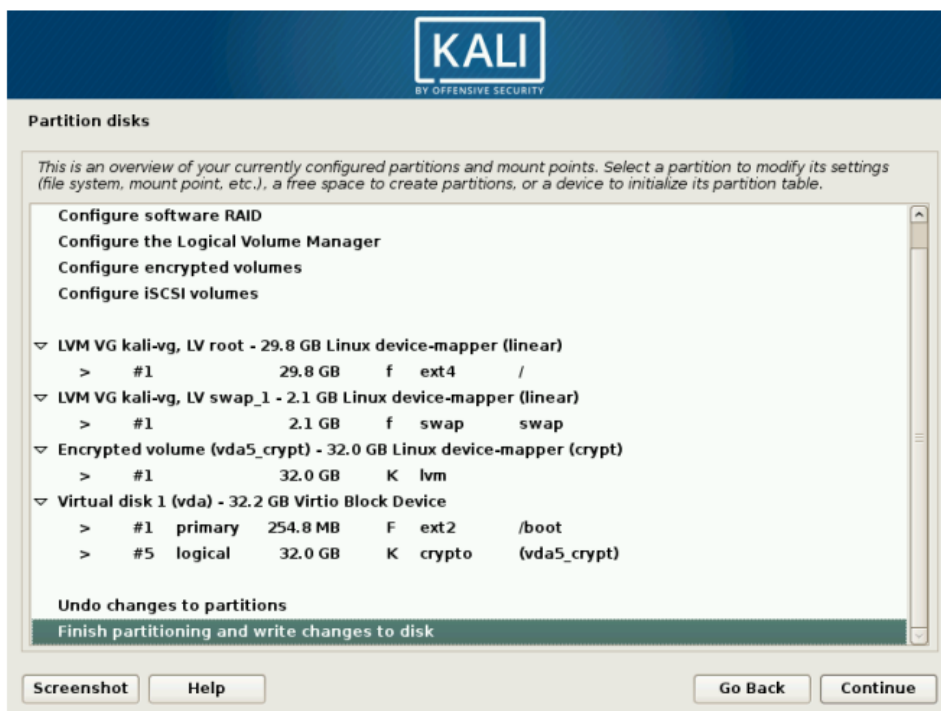 KALI
BY OFFENSIVE SECURITY
Partition disks
This is an overview of your currently configured partitions and mount points. Select a partition to modify its settings
(file system, mount point, etc.), a free space to create partitions, or a device to initialize its partition table.
Configure software RAID
Configure the Logical Volume Manager
Configure encrypted volumes
Configure iSCSI volumes
LVM VG kali-vg, LV root - 29.8 GB Linux device-mapper (linear)
> #1 29.8 GB f ext4 /
LVM VG kali-vg, LV swap_1 - 2.1 GB Linux device-mapper (linear)
> #1 2.1 GB f swap swap
Encrypted volume (vda5_crypt) - 32.0 GB Linux device-mapper (crypt)
> #1 32.0 GB K lvm
Virtual disk 1 (vda) - 32.2 GB Virtio Block Device
> #1 primary 254.8 MB F ext2 /boot
> #5 logical 32.0 GB K crypto (vda5_crypt)
Undo changes to partitions
Finish partitioning and write changes to disk
Screenshot Help Go Back Continue